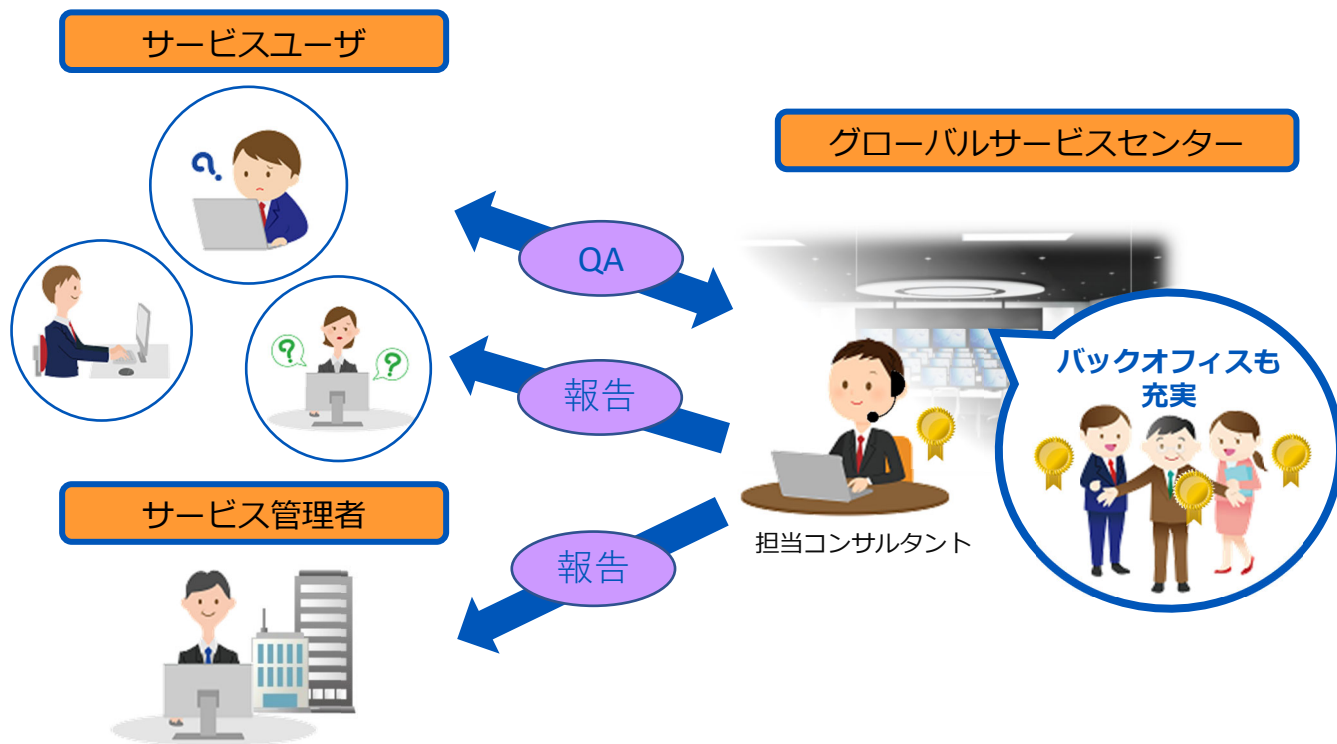 サービスユーザ
グローバルサービスセンター
QA
バックオフィスも
充実
報告
サービス管理者
担当コンサルタント
報告